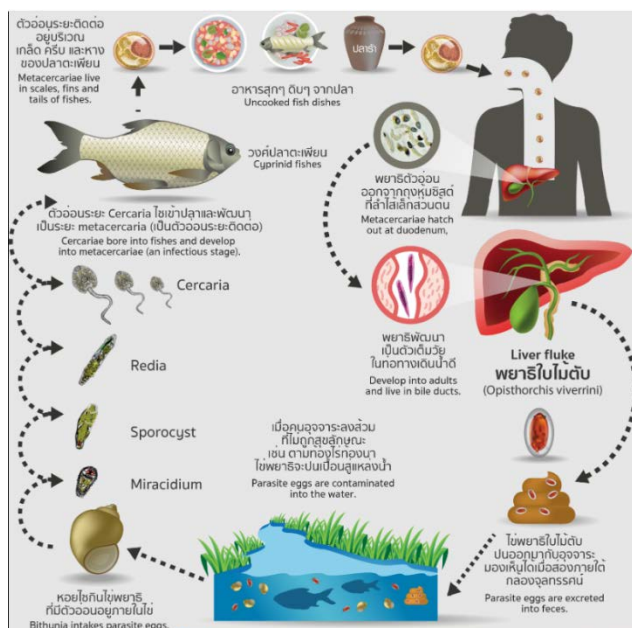 ตัวอ่อนระยะติดต่อ
อยู่บริเวณ
เกล็ด ครีบ และหาง
ของปลาตะเพียน
Metacercariae live
in scales, fins and
tails of fishes.
ปลาร้า
อาหารสุกๆ ดิบๆ จากปลา
Uncooked fish dishes
วงศ์ปลาตะเพียน
Cyprinid fishes
พยาธิตัวอ่อน
ออกจากถุงหุ้มซีสต์
ที่ลำไส้เล็กส่วนต้น
Metacercariae hatch
out at duodenum,
ตัวอ่อนระยะ Cercaria ไชเข้าปลาและพัฒนา
เป็นระยะ metacercaria (เป็นตัวอ่อนระยะติดต่อ)
Cercariae bore into fishes and develop
into metacercariae (an infectious stage).
Cercaria
พยาธิพัฒนา
เป็นตัวเต็มวัย
ในท่อทางเดินน้ำดี
Develop into adults
and live in bile ducts.
Liver fluke
พยาธิใบไม้ตับ
(Opisthorchis viverrini)
Redia
Sporocyst
Miracidium
เมื่อคนอุจจาระลงส้วม
ที่ไม่ถูกสุขลักษณะ
เช่น ตามท้องไร่ท้องนา
ไข่พยาธิจะปนเปื้อนสู่แหล่งน้ำ
Parasite eggs are contaminated
into the water.
ไข่พยาธิใบไม้ตับ
ปนออกมากับอุจจาระ
มองเห็นได้เมื่อส่องภายใต้
กล้องจุลทรรศน์
Parasite eggs are excreted
into feces.
หอยไซกินไข่พยาธิ
ที่มีตัวอ่อนอยู่ภายในไข่
Bithynia intakes parasite eggs.